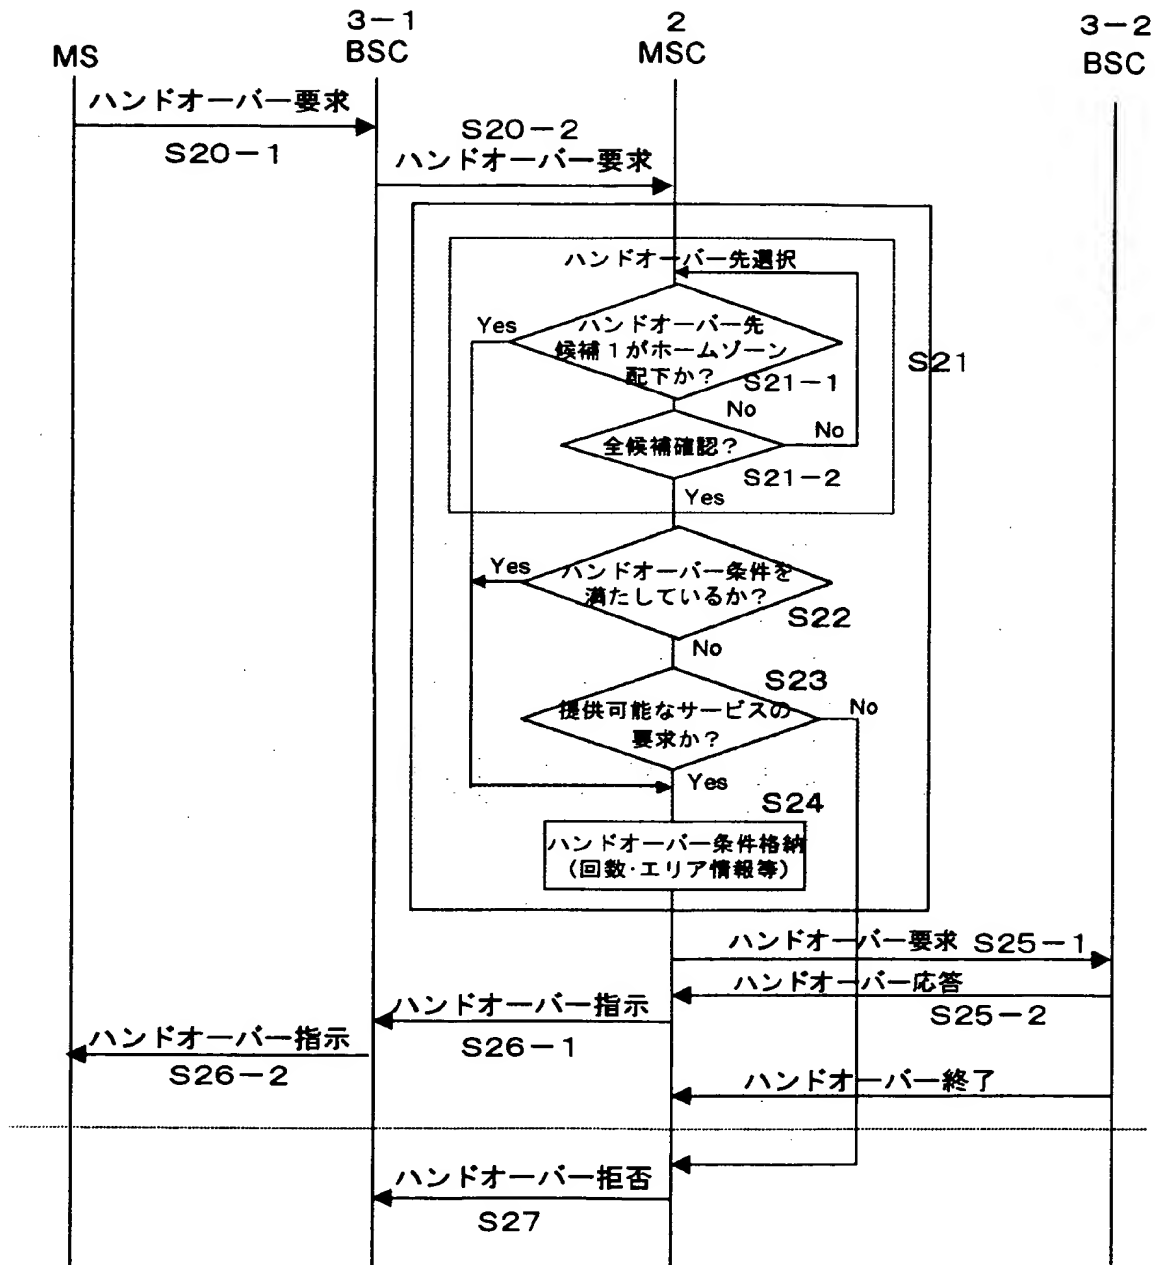 MS
3-1
BSC
2
MSC
3-2
BSC
ハンドオーバー要求
S20-1
S20-2
ハンドオーバー要求
ハンドオーバー先選択
Yes
ハンドオーバー先
候補1がホームゾーン
配下か?
S21-1
S21
No
全候補確認?
No
S21-2
Yes
Yes
ハンドオーバー条件を
満たしているか?
S22
No
S23
提供可能なサービスの
要求か?
No
Yes
S24
ハンドオーバー条件格納
(回数・エリア情報等)
ハンドオーバー要求
S25-1
ハンドオーバー応答
S25-2
ハンドオーバー指示
S26-1
ハンドオーバー指示
S26-2
ハンドオーバー終了
ハンドオーバー拒否
S27